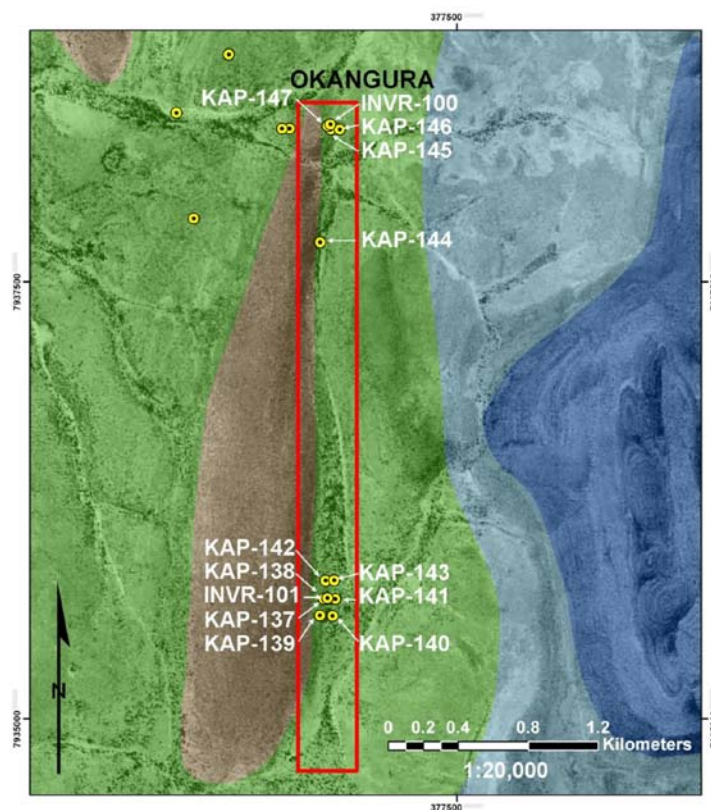 377500
OKANGURA
KAP-147
INVR-100
KAP-146
KAP-145
KAP-144
7937500
KAP-142
KAP-138
INVR-101
KAP-137
KAP-139
KAP-143
KAP-141
KAP-140
N
7935000
0 0.2 0.4 0.8 1.2
Kilometers
1:20,000
377500